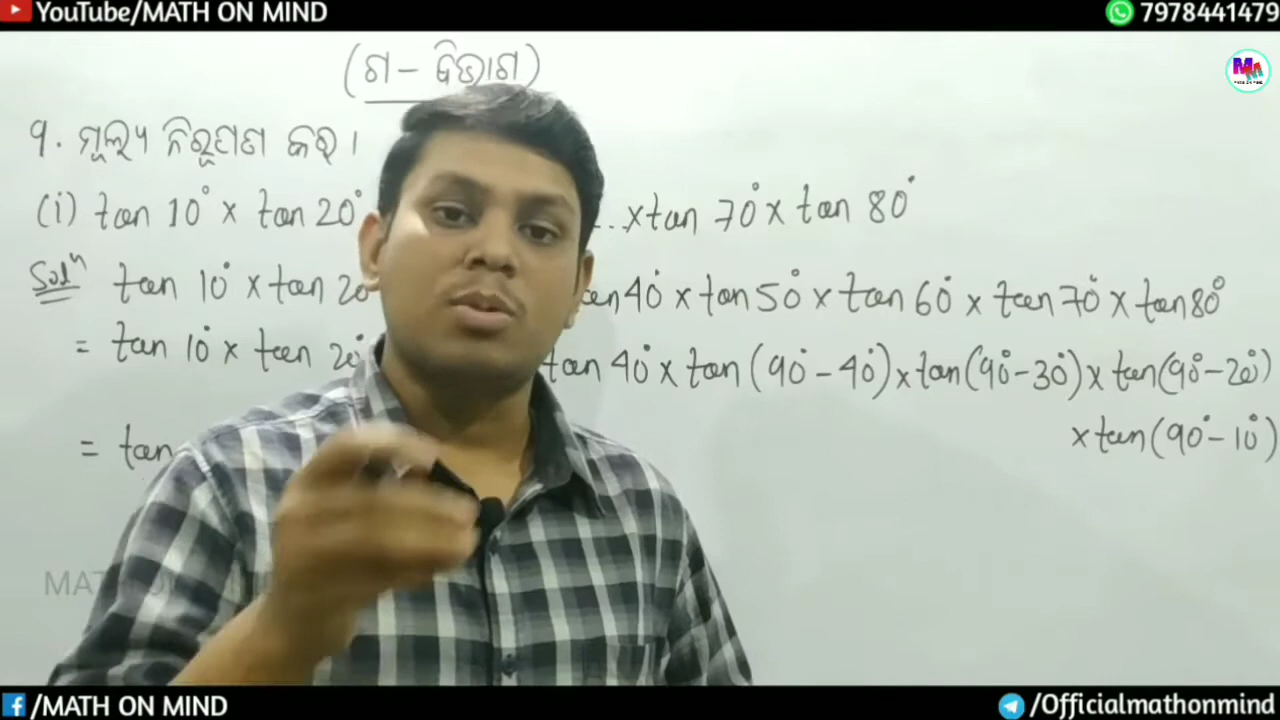 YouTube/MATH ON MIND
7978441479
(ଗ - ବିଭାଗ)
୨. ମୂଲ୍ୟ ନିରୂପଣ କର।
(i) tan 10° × tan 20° ... × tan 70° × tan 80°
Solⁿ tan 10° × tan 20° tan 40° × tan 50° × tan 60° × tan 70° × tan 80°
= tan 10° × tan 20° tan 40° × tan (90° - 40°) × tan (90° - 30°) × tan (90° - 20°)
× tan (90° - 10°)
= tan
/MATH ON MIND
/Officialmathonmind